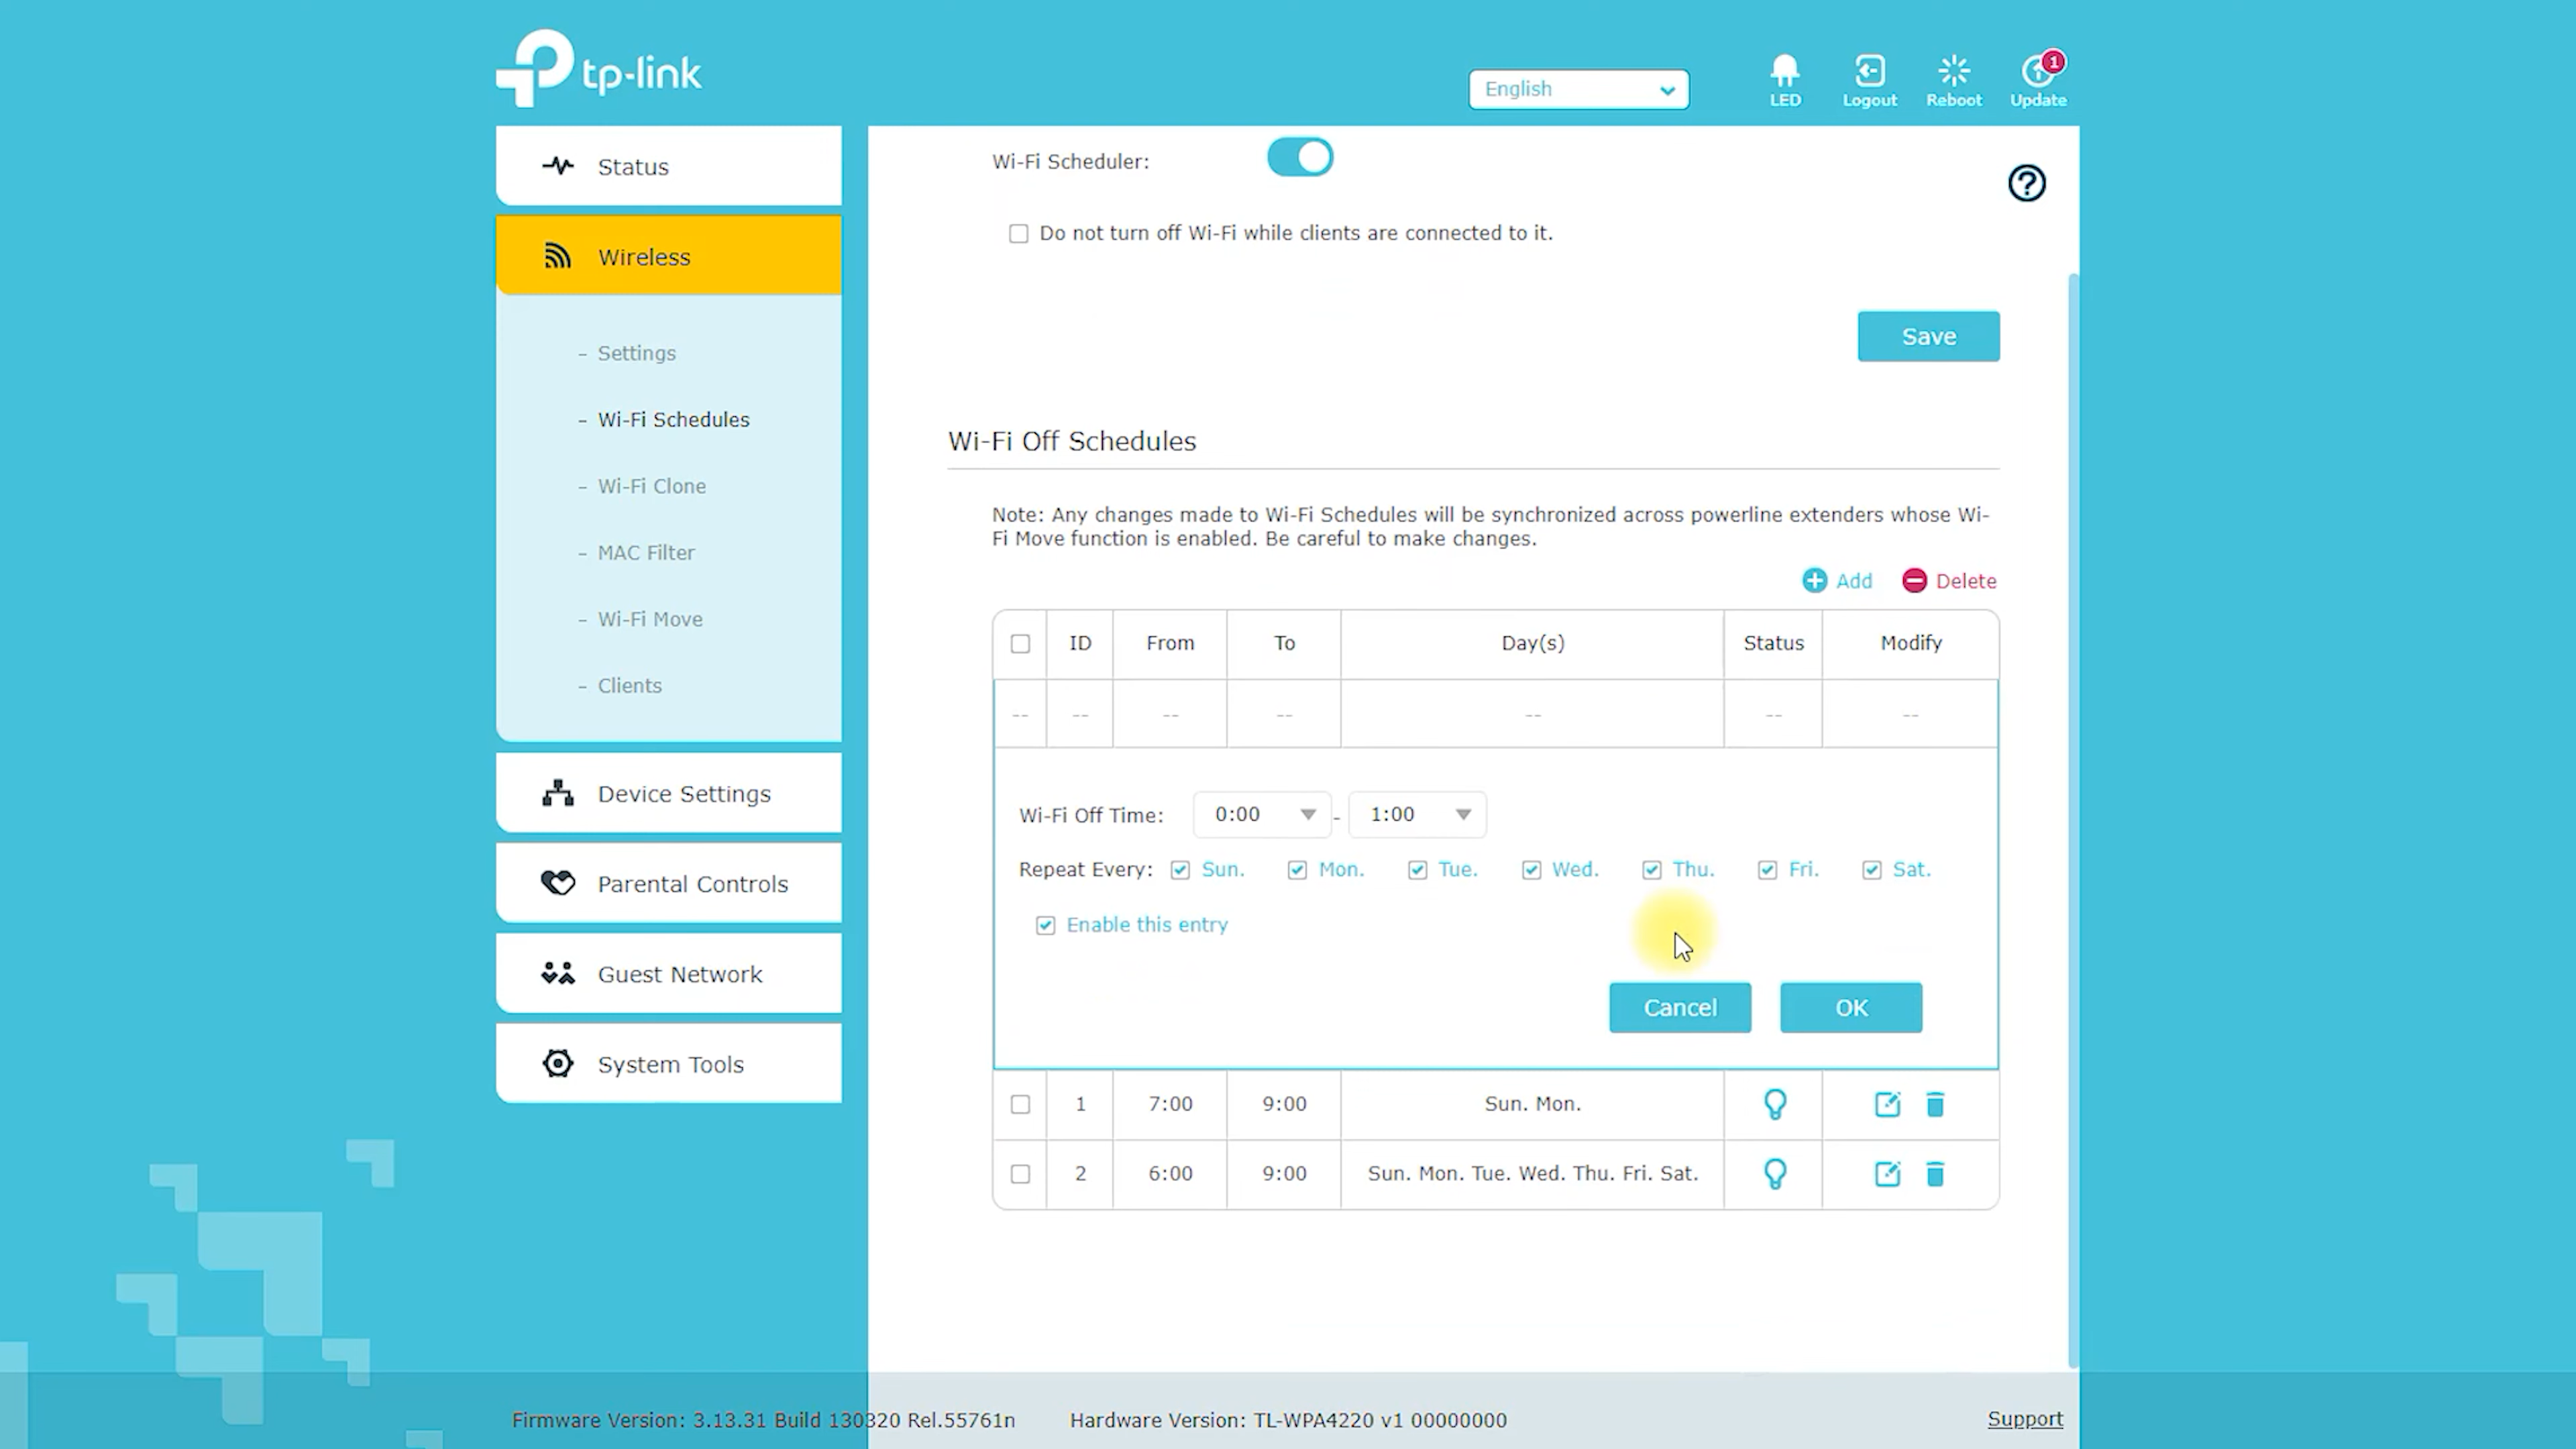 tp-link
English
LED
Logout
Reboot
Update
1
Status
Wireless
- Settings
- Wi-Fi Schedules
- Wi-Fi Clone
- MAC Filter
- Wi-Fi Move
- Clients
Device Settings
Parental Controls
Guest Network
System Tools
Wi-Fi Scheduler:
?
Do not turn off Wi-Fi while clients are connected to it.
Save
Wi-Fi Off Schedules
Note: Any changes made to Wi-Fi Schedules will be synchronized across powerline extenders whose Wi-
Fi Move function is enabled. Be careful to make changes.
Add Delete
ID From To Day(s) Status Modify
-- -- -- -- -- -- --
Wi-Fi Off Time: 0:00 - 1:00
Repeat Every: Sun. Mon. Tue. Wed. Thu. Fri. Sat.
Enable this entry
Cancel OK
1 7:00 9:00 Sun. Mon.
2 6:00 9:00 Sun. Mon. Tue. Wed. Thu. Fri. Sat.
Firmware Version: 3.13.31 Build 130320 Rel.55761n Hardware Version: TL-WPA4220 v1 00000000 Support